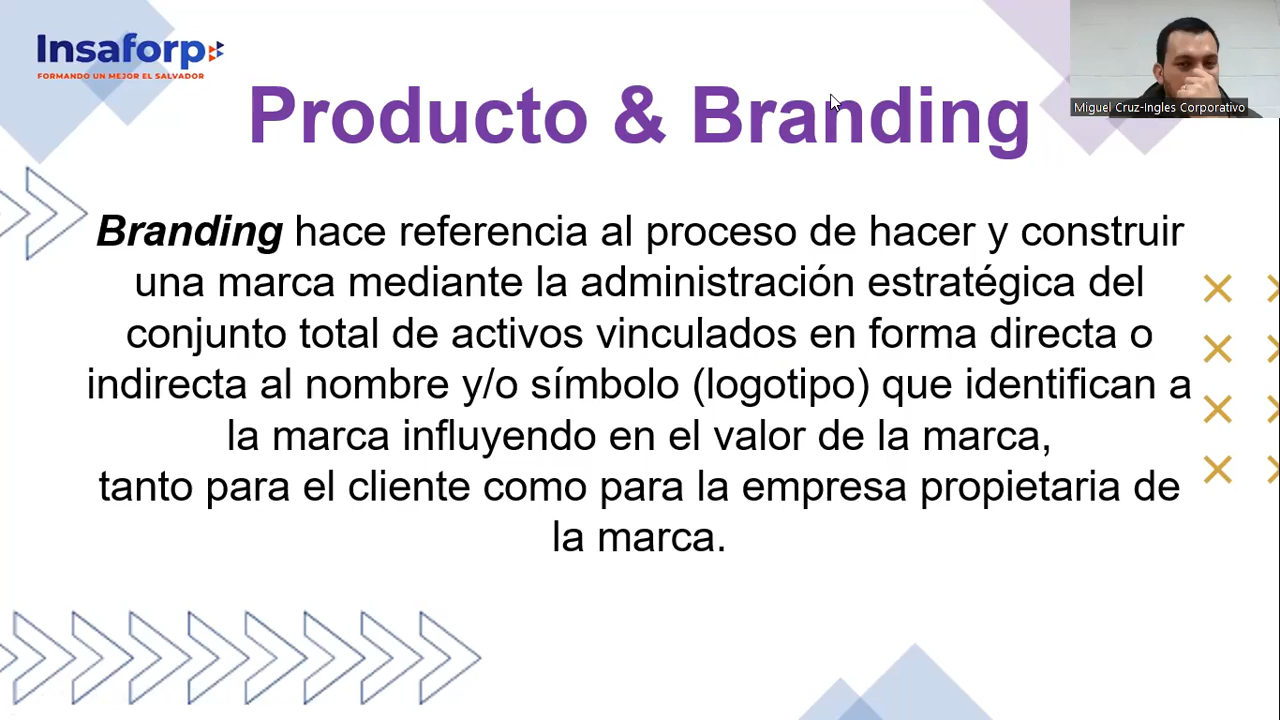 Insaforp
FORMANDO UN MEJOR EL SALVADOR
Miguel Cruz-Ingles Corporativo
Producto & Branding
Branding hace referencia al proceso de hacer y construir
una marca mediante la administración estratégica del
conjunto total de activos vinculados en forma directa o
indirecta al nombre y/o símbolo (logotipo) que identifican a
la marca influyendo en el valor de la marca,
tanto para el cliente como para la empresa propietaria de
la marca.